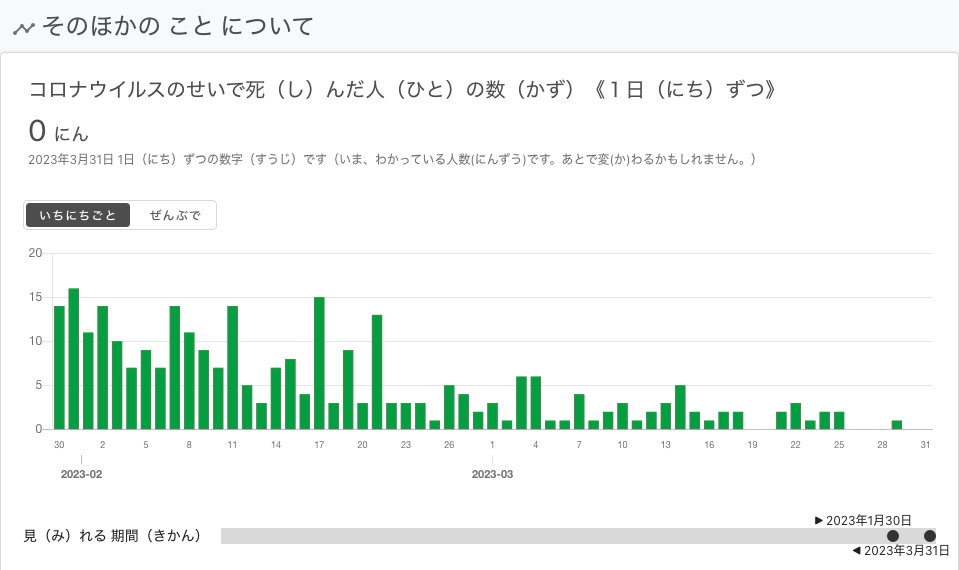 そのほかの こと について
コロナウイルスのせいで死（し）んだ人（ひと）の数（かず）《１日（にち）ずつ》
0 にん
2023年3月31日 1日（にち）ずつの数字（すうじ）です（いま、わかっている人数(にんずう)です。あとで変(か)わるかもしれません。）
いちにちごと ぜんぶで
20
15
10
5
0
30 2 5 8 11 14 17 20 23 26 1 4 7 10 13 16 19 22 25 28 31
2023-02 2023-03
▶ 2023年1月30日
見（み）れる 期間（きかん）
◀ 2023年3月31日